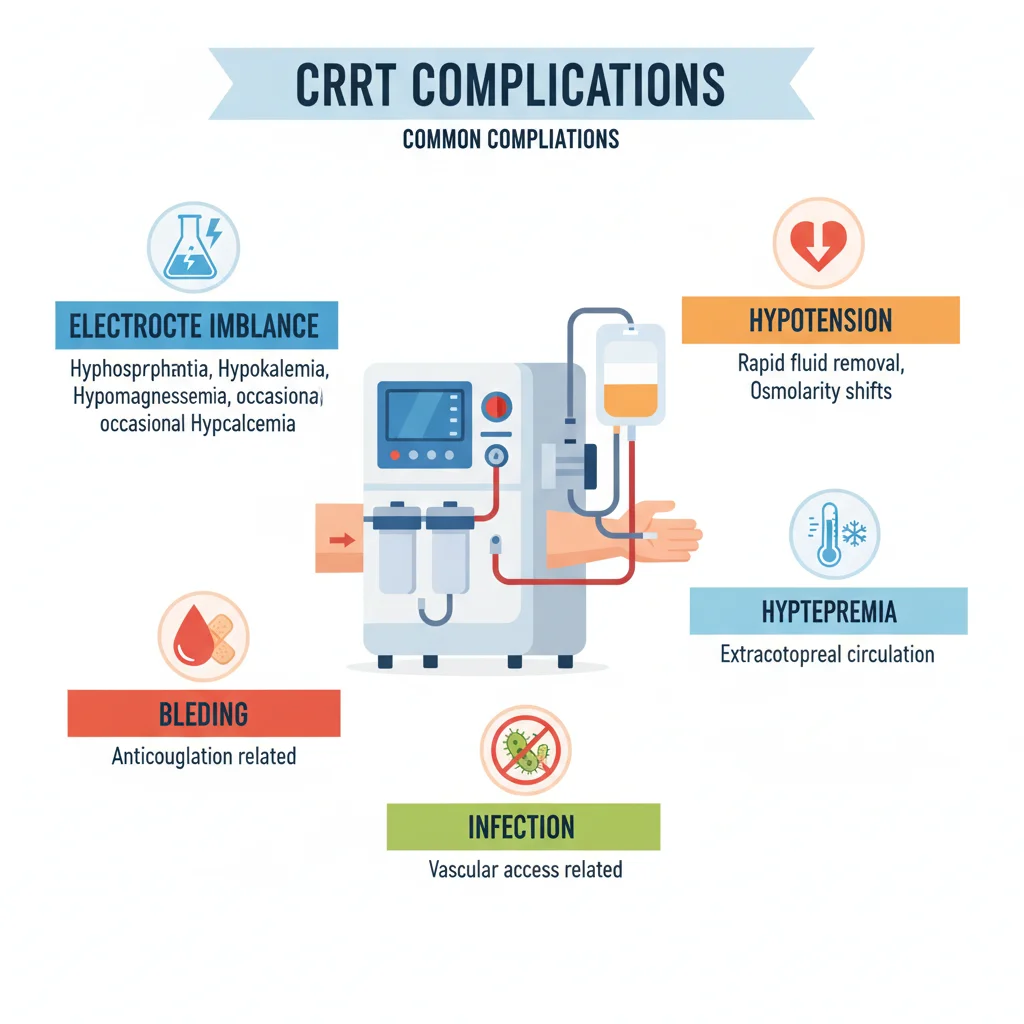 CRRT COMPLICATIONS
COMMON COMPLIATIONS
ELECTROCTE IMBLANCE
Hypokalemia,
Hypomagnessemia, occasional
occasional Hypcalcemia
HYPOTENSION
Rapid fluid removal,
Osmolarity shifts
HYPTEPREMIA
Extracotopreal circulation
BLEDING
Anticouglation related
INFECTION
Vascular access related